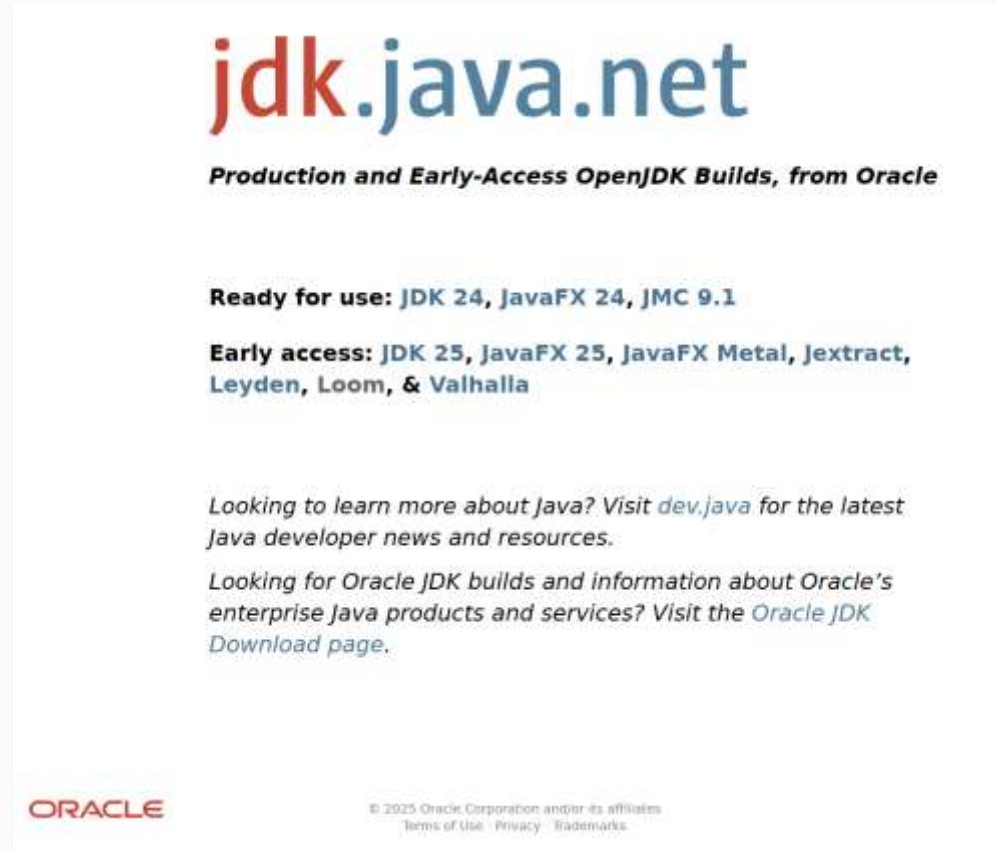 jdk.java.net
Production and Early-Access OpenJDK Builds, from Oracle
Ready for use: JDK 24, JavaFX 24, JMC 9.1
Early access: JDK 25, JavaFX 25, JavaFX Metal, Jextract,
Leyden, Loom, & Valhalla
Looking to learn more about Java? Visit dev.java for the latest
Java developer news and resources.
Looking for Oracle JDK builds and information about Oracle’s
enterprise Java products and services? Visit the Oracle JDK
Download page.
ORACLE
© 2025 Oracle Corporation and/or its affiliates
Terms of Use · Privacy · Trademarks